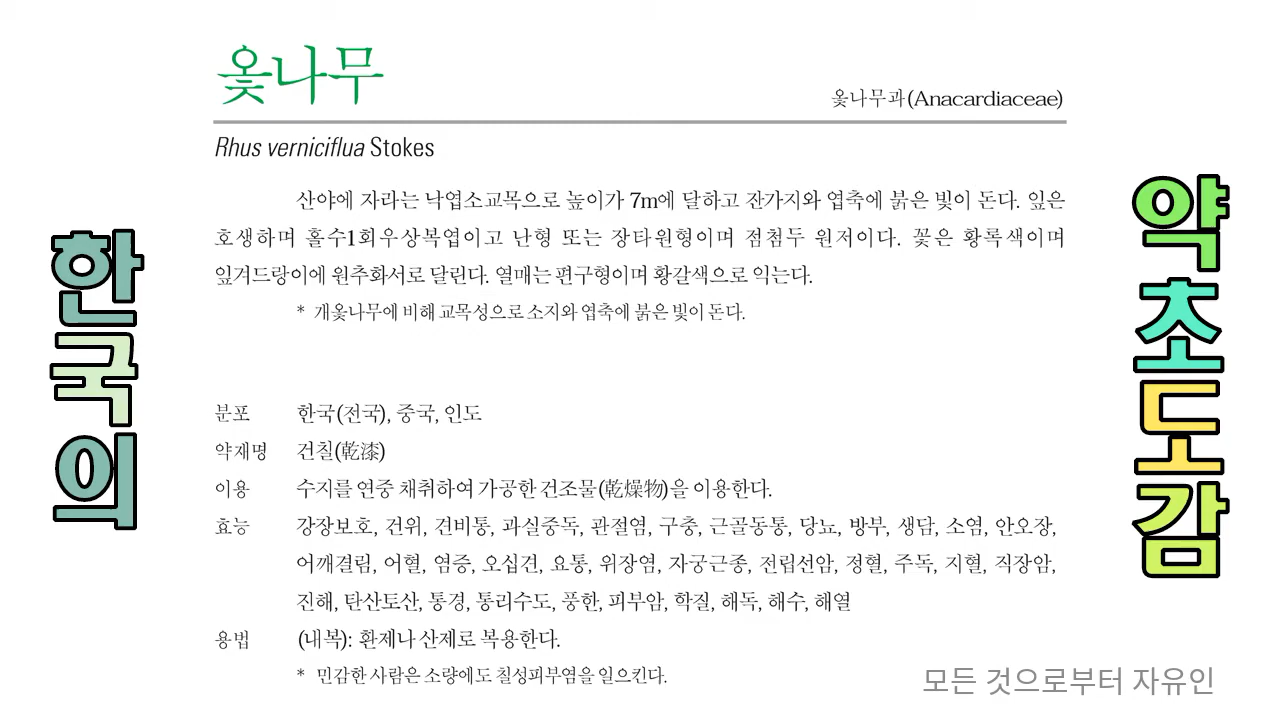 옻나무
옻나무과(Anacardiaceae)
Rhus verniciflua Stokes
산야에 자라는 낙엽소교목으로 높이가 7m에 달하고 잔가지와 엽축에 붉은 빛이 돈다. 잎은
호생하며 홀수1회우상복엽이고 난형 또는 장타원형이며 점첨두 원저이다. 꽃은 황록색이며
잎겨드랑이에 원추화서로 달린다. 열매는 편구형이며 황갈색으로 익는다.
* 개옻나무에 비해 교목성으로 소지와 엽축에 붉은 빛이 돈다.
분포 한국(전국), 중국, 인도
약재명 건칠(乾漆)
이용 수지를 연중 채취하여 가공한 건조물(乾燥物)을 이용한다.
효능 강장보호, 건위, 견비통, 과실중독, 관절염, 구충, 근골동통, 당뇨, 방부, 생담, 소염, 안오장,
어깨결림, 어혈, 염증, 오십견, 요통, 위장염, 자궁근종, 전립선암, 정혈, 주독, 지혈, 직장암,
진해, 탄산토산, 통경, 통리수도, 풍한, 피부암, 학질, 해독, 해수, 해열
용법 (내복): 환제나 산제로 복용한다.
* 민감한 사람은 소량에도 칠성피부염을 일으킨다.
한국의
약초도감
모든 것으로부터 자유인